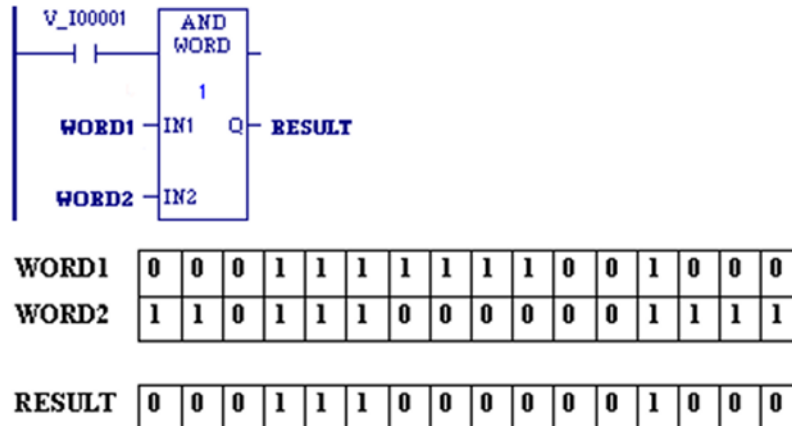 V_I00001
AND
WORD
1
WORD1 IN1 Q RESULT
WORD2 IN2
WORD1 0 0 0 1 1 1 1 1 1 1 0 0 1 0 0 0
WORD2 1 1 0 1 1 1 0 0 0 0 0 0 1 1 1 1
RESULT 0 0 0 1 1 1 0 0 0 0 0 0 1 0 0 0